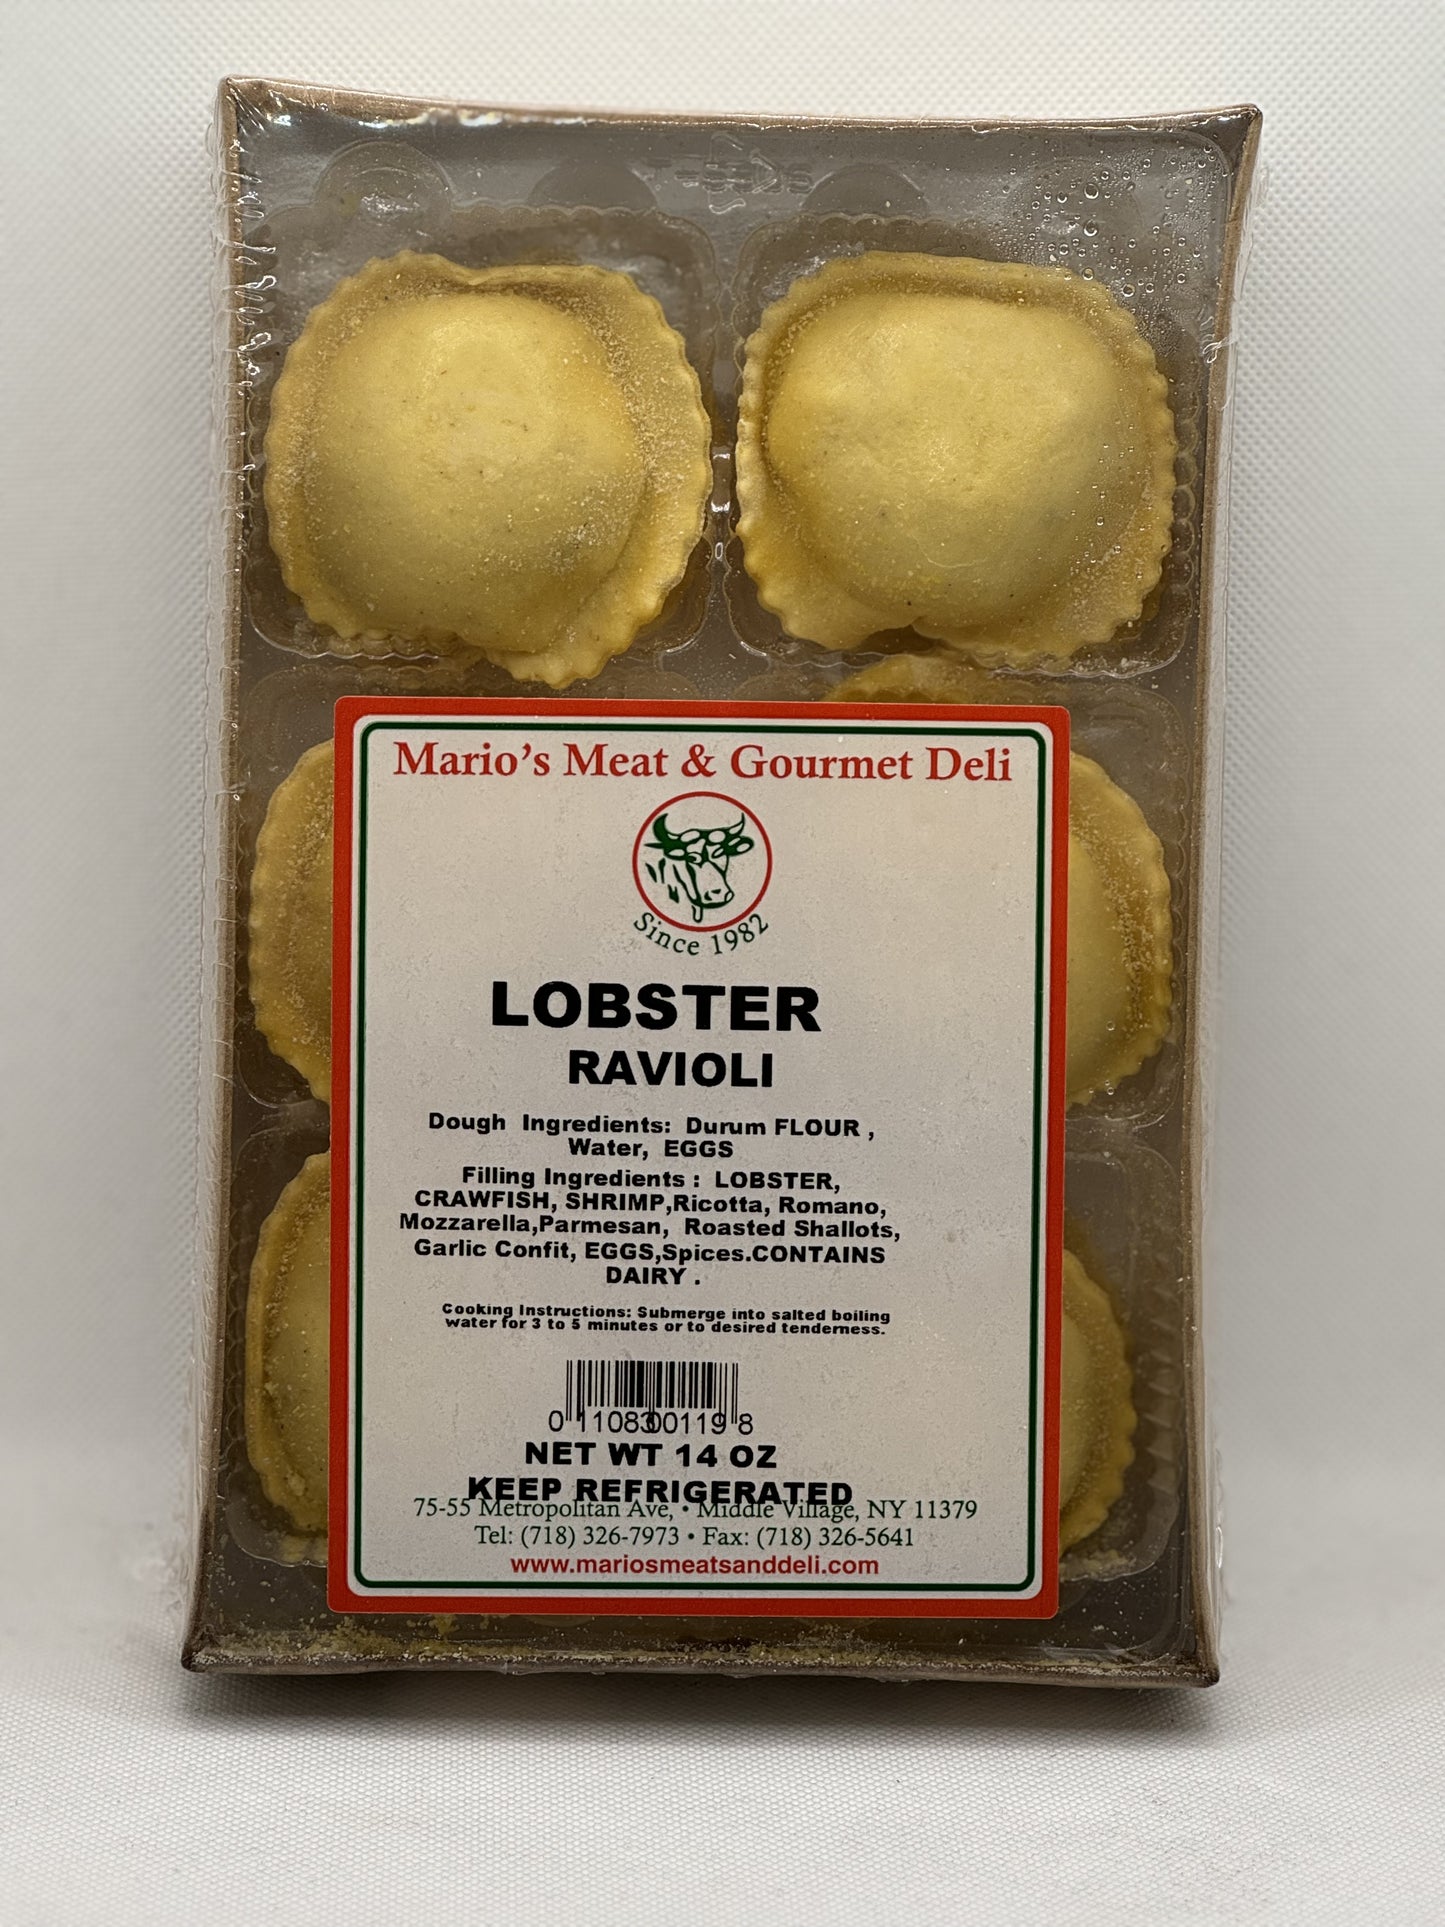 Mario's Meat & Gourmet Deli
Since 1982
LOBSTER
RAVIOLI
Dough Ingredients: Durum FLOUR ,
Water, EGGS
Filling Ingredients : LOBSTER,
CRAWFISH, SHRIMP,Ricotta, Romano,
Mozzarella,Parmesan, Roasted Shallots,
Garlic Confit, EGGS,Spices.CONTAINS
DAIRY .
Cooking Instructions: Submerge into salted boiling
water for 3 to 5 minutes or to desired tenderness.
0 11083 00119 8
NET WT 14 OZ
KEEP REFRIGERATED
75-55 Metropolitan Ave, • Middle Village, NY 11379
Tel: (718) 326-7973 • Fax: (718) 326-5641
www.mariosmeatsanddeli.com